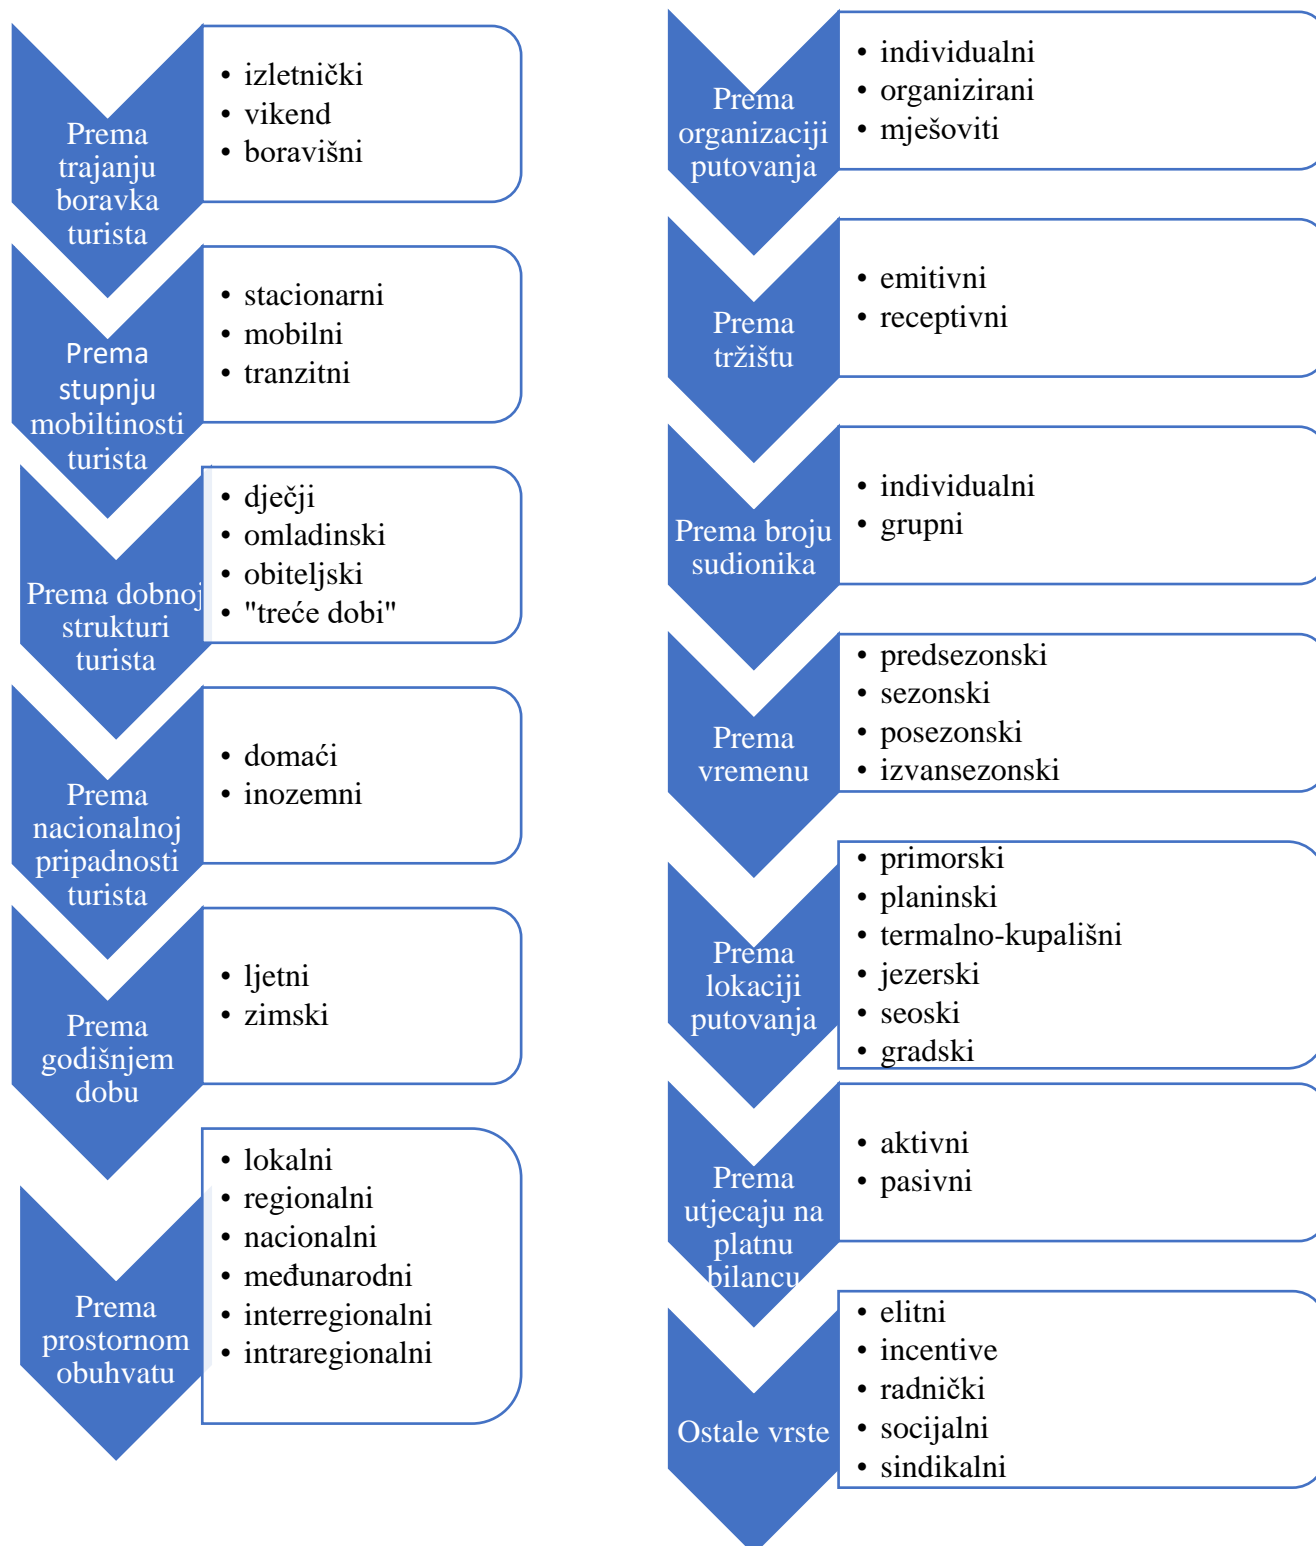 Prema
trajanju
boravka
turista
• izletnički
• vikend
• boravišni
Prema
stupnju
mobiltinosti
turista
• stacionarni
• mobilni
• tranzitni
Prema dobnoj
strukturi
turista
• dječji
• omladinski
• obiteljski
• "treće dobi"
Prema
nacionalnoj
pripadnosti
turista
• domaći
• inozemni
Prema
godišnjem
dobu
• ljetni
• zimski
Prema
prostornom
obuhvatu
• lokalni
• regionalni
• nacionalni
• međunarodni
• interregionalni
• intraregionalni
Prema
organizaciji
putovanja
• individualni
• organizirani
• mješoviti
Prema
tržištu
• emitivni
• receptivni
Prema broju
sudionika
• individualni
• grupni
Prema
vremenu
• predsezonski
• sezonski
• posezonski
• izvansezonski
Prema
lokaciji
putovanja
• primorski
• planinski
• termalno-kupališni
• jezerski
• seoski
• gradski
Prema
utjecaju na
platnu
bilancu
• aktivni
• pasivni
Ostale vrste
• elitni
• incentive
• radnički
• socijalni
• sindikalni